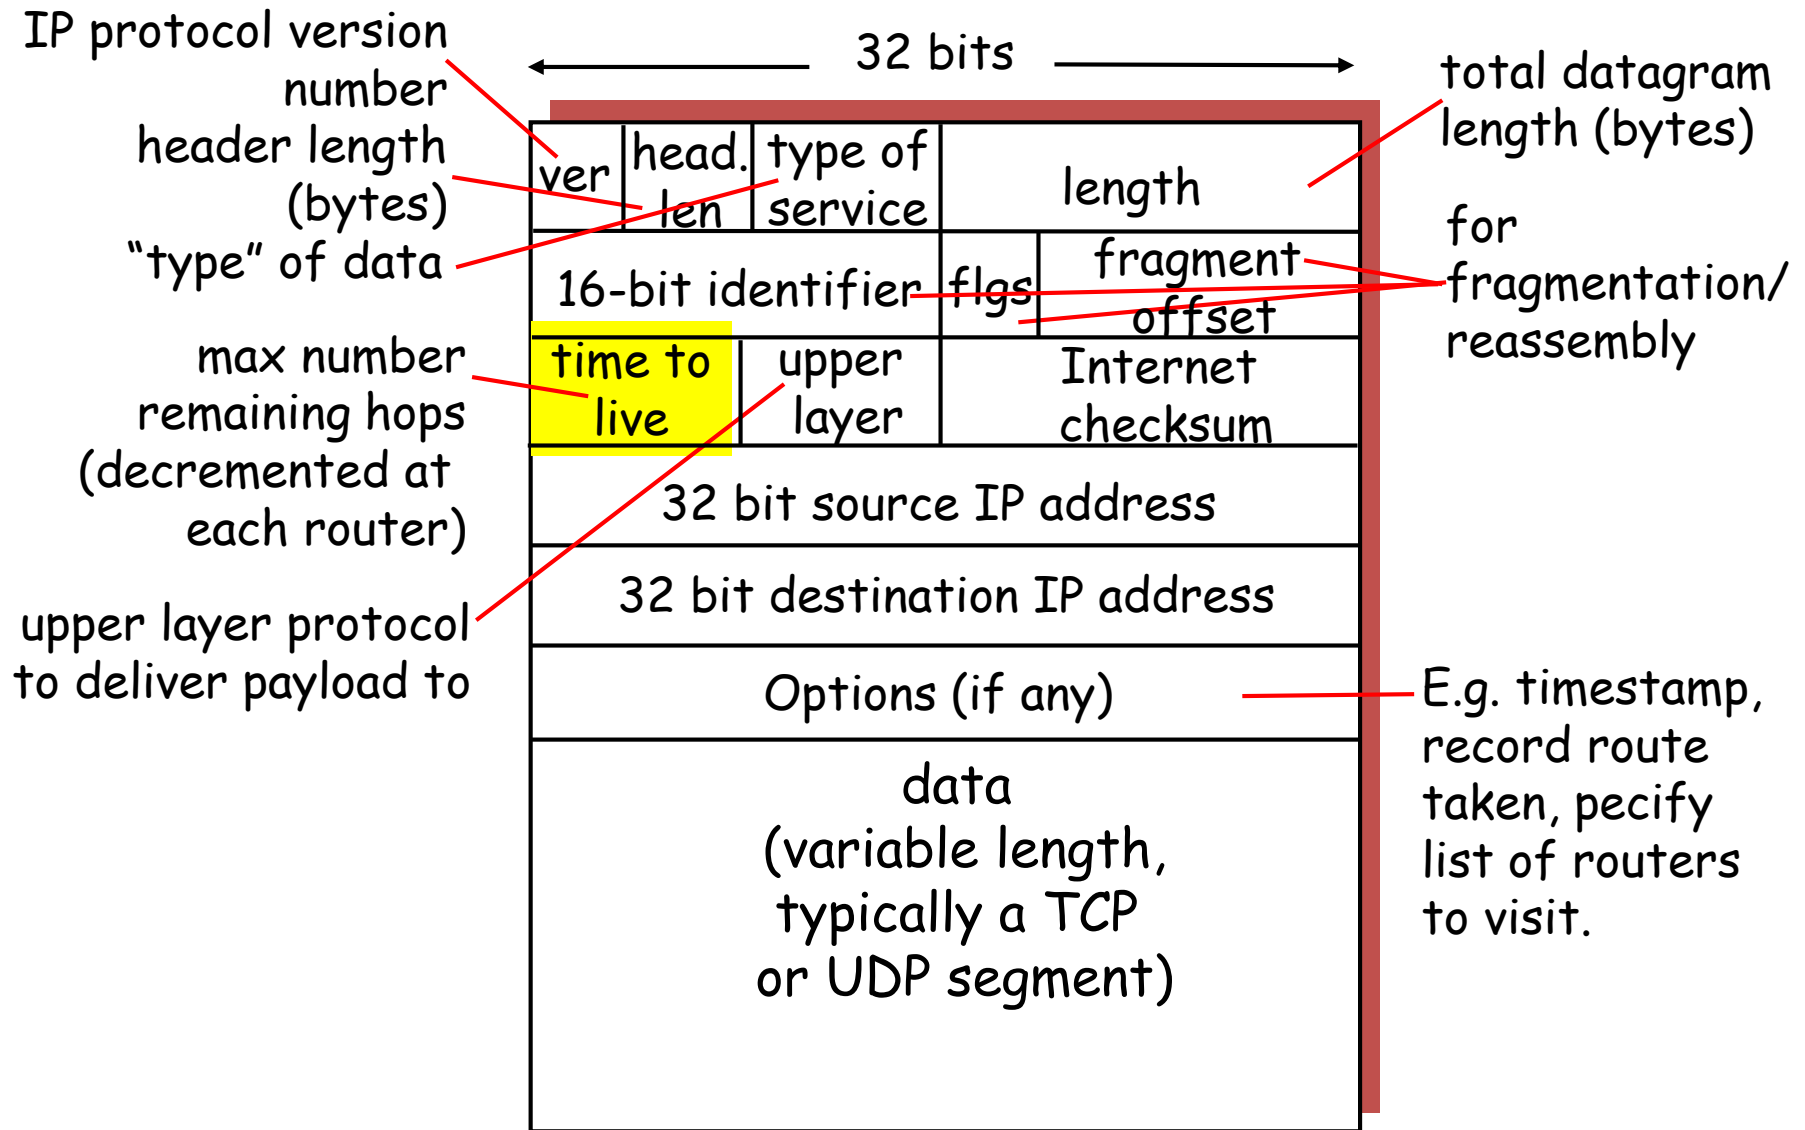 IP protocol version
number
header length
(bytes)
“type” of data
max number
remaining hops
(decremented at
each router)
upper layer protocol
to deliver payload to
32 bits
ver
head.
len
type of
service
length
16-bit identifier
flgs
fragment
offset
time to
live
upper
layer
Internet
checksum
32 bit source IP address
32 bit destination IP address
Options (if any)
data
(variable length,
typically a TCP
or UDP segment)
total datagram
length (bytes)
for
fragmentation/
reassembly
E.g. timestamp,
record route
taken, pecify
list of routers
to visit.